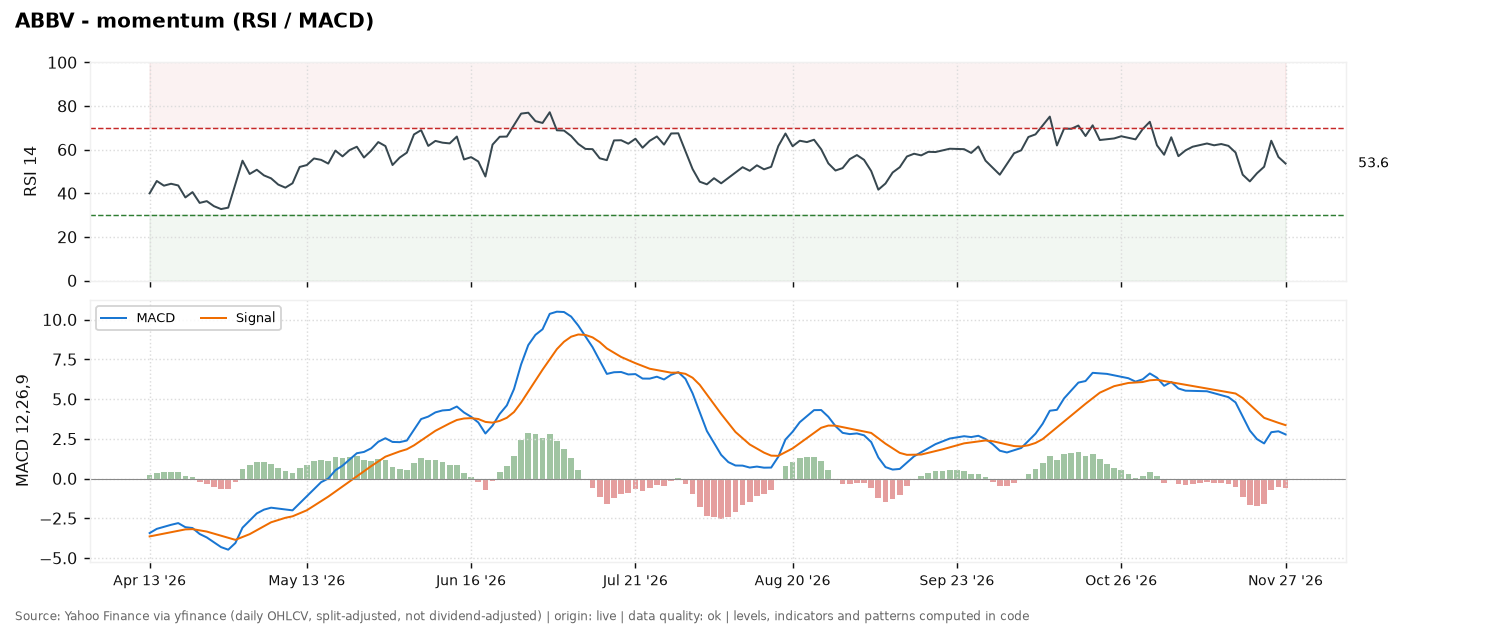 ABBV - momentum (RSI / MACD)
100
80
60
40
20
0
RSI 14
53.6
MACD
Signal
10.0
7.5
5.0
2.5
0.0
−2.5
−5.0
MACD 12,26,9
Apr 13 '26
May 13 '26
Jun 16 '26
Jul 21 '26
Aug 20 '26
Sep 23 '26
Oct 26 '26
Nov 27 '26
Source: Yahoo Finance via yfinance (daily OHLCV, split-adjusted, not dividend-adjusted) | origin: live | data quality: ok | levels, indicators and patterns computed in code